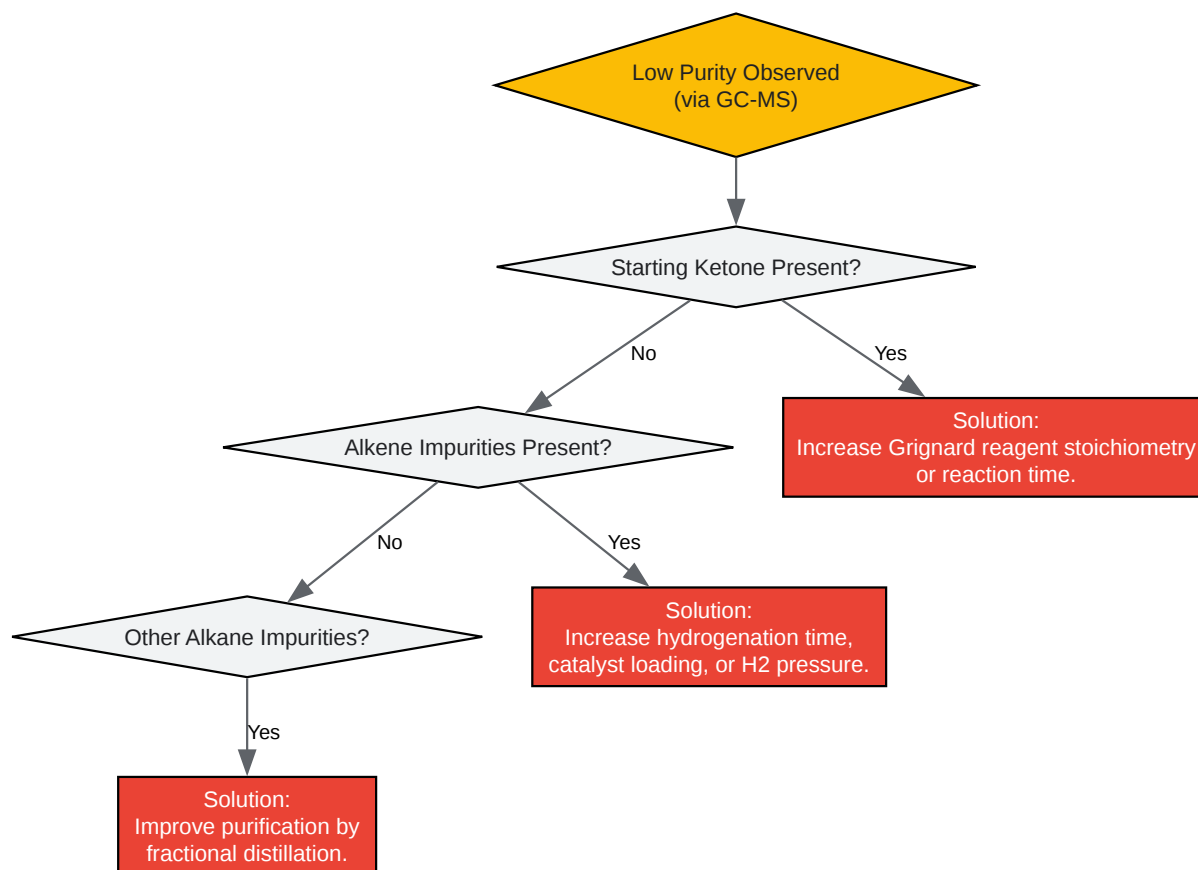 Low Purity Observed
(via GC-MS)
Starting Ketone Present?
No
Yes
Alkene Impurities Present?
Solution:
Increase Grignard reagent stoichiometry
or reaction time.
No
Yes
Other Alkane Impurities?
Solution:
Increase hydrogenation time,
catalyst loading, or H2 pressure.
Yes
Solution:
Improve purification by
fractional distillation.